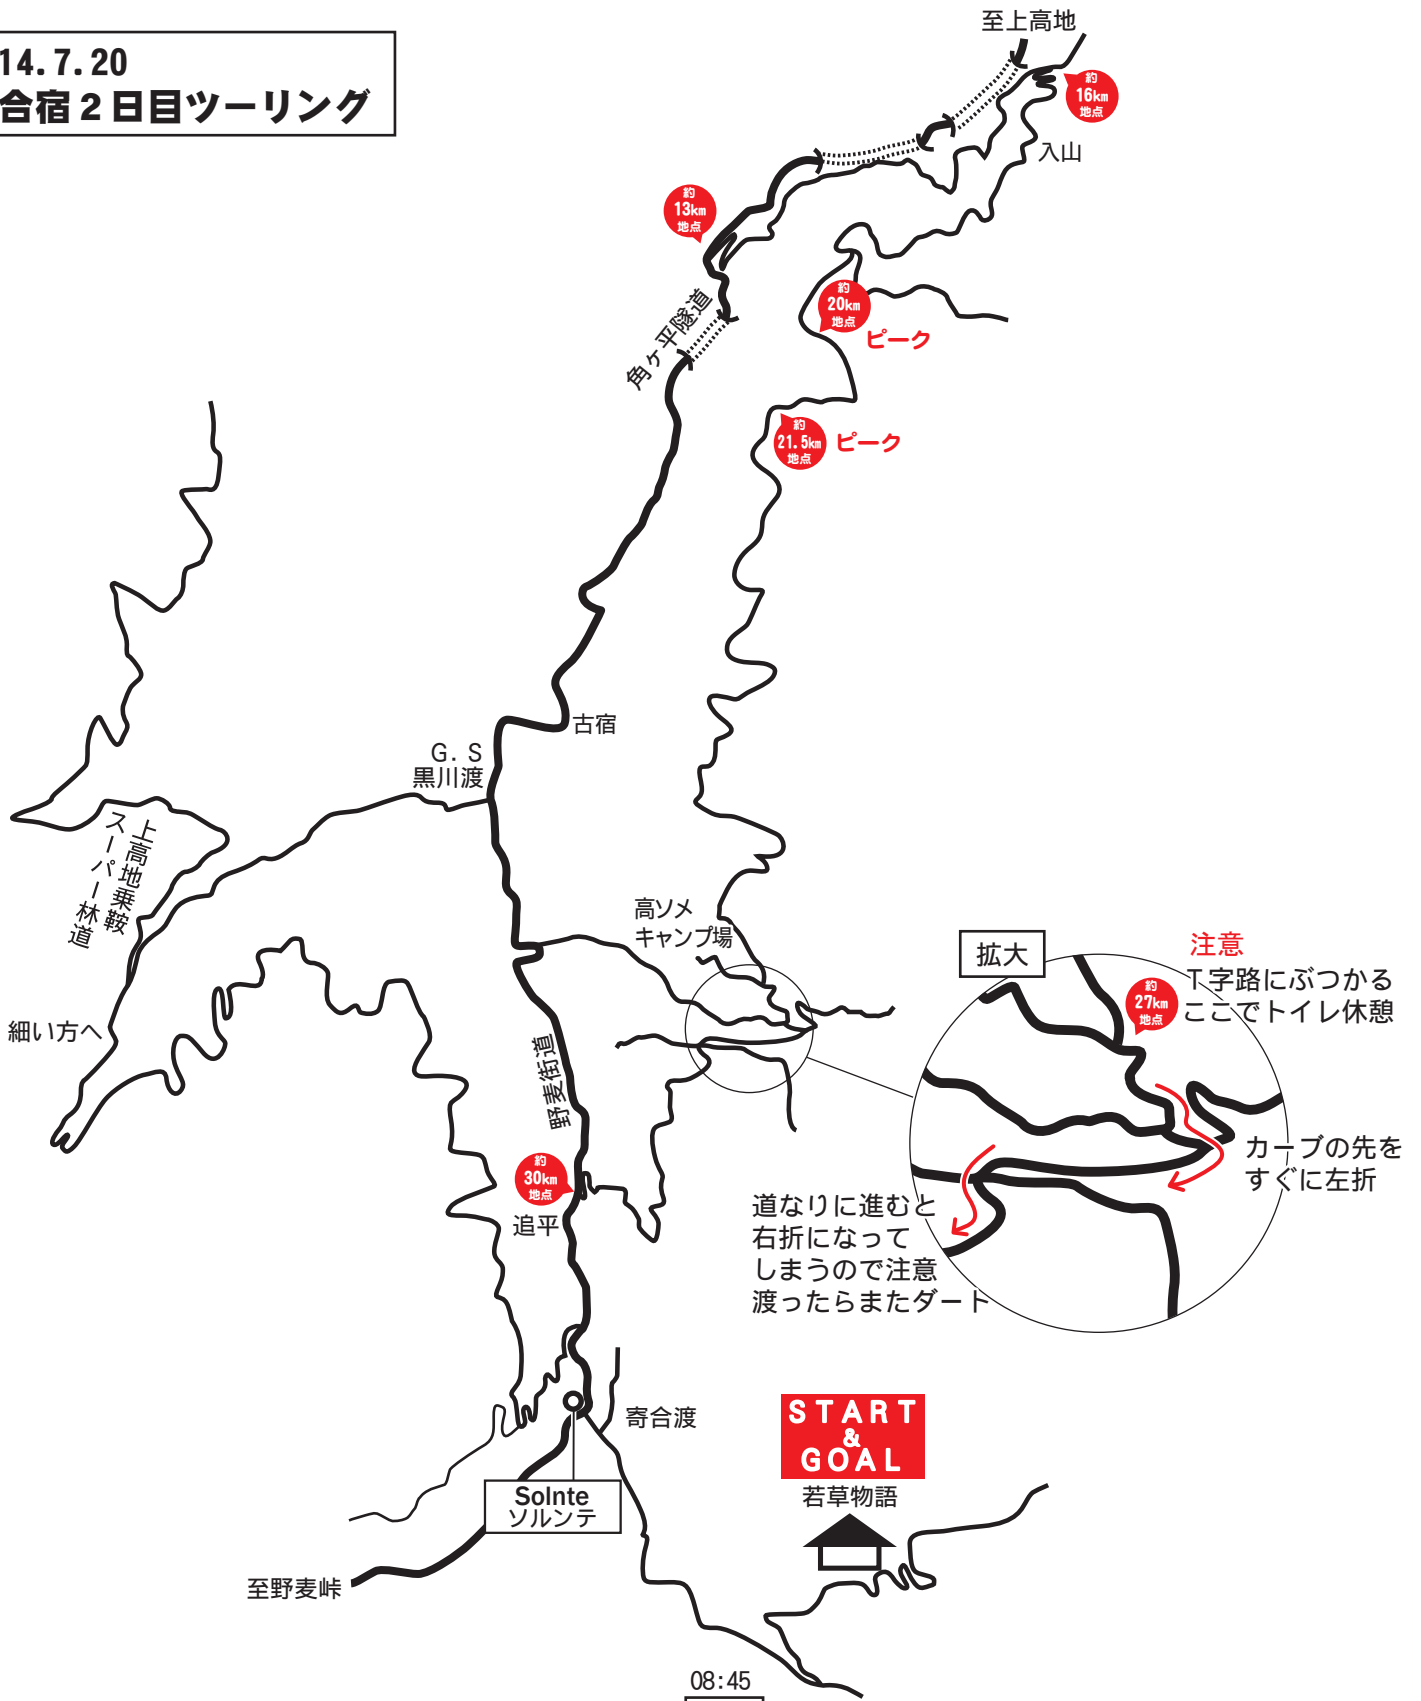 14.7.20
合宿2日目ツーリング
至上高地
約
16km
地点
入山
約
13km
地点
角ヶ平隧道
約
20km
地点
ピーク
約
21.5km
地点
ピーク
古宿
G.S
黒川渡
上高地乗鞍
スーパー林道
高ソメ
キャンプ場
細い方へ
野麦街道
拡大
注意
T字路にぶつかる
ここでトイレ休憩
約
27km
地点
カーブの先を
すぐに左折
道なりに進むと
右折になって
しまうので注意
渡ったらまたダート
約
30km
地点
追平
寄合渡
START
&
GOAL
若草物語
Solnte
ソルンテ
至野麦峠
08:45